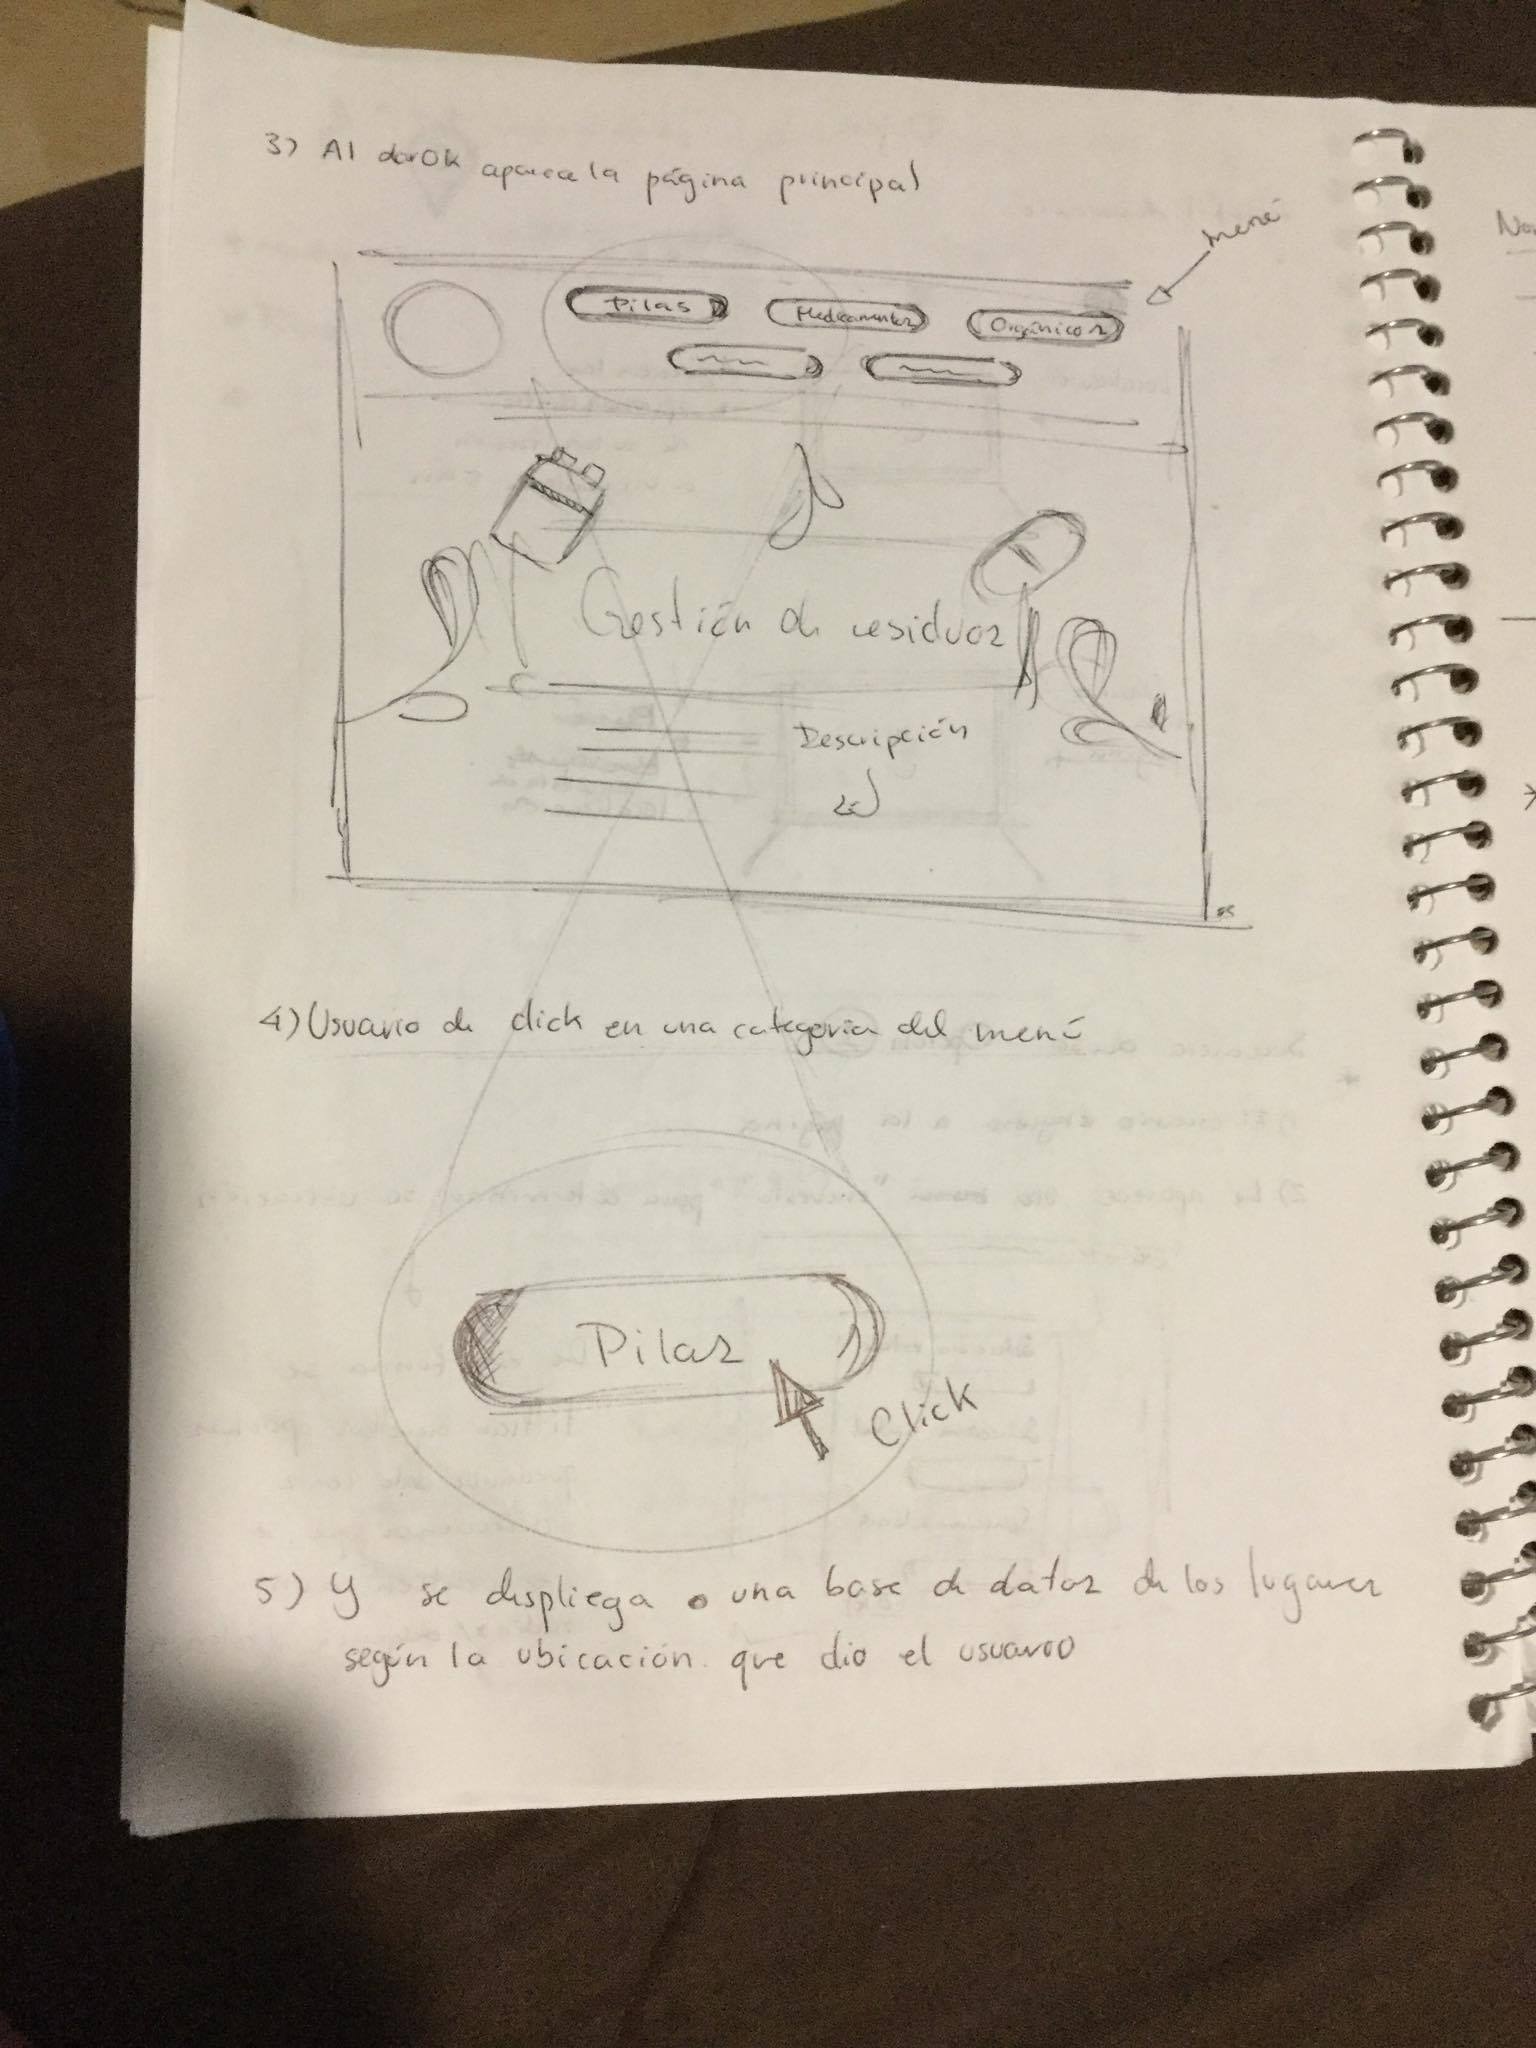 3) Al dar OK aparece la página principal
menú
Pilas
Medicamentos
Orgánicos
Gestión de residuos
Descripción
4) Usuario da click en una categoria del menú
Pilas
Click
5) Y se despliega una base de datos de los lugares
según la ubicación que dio el usuario